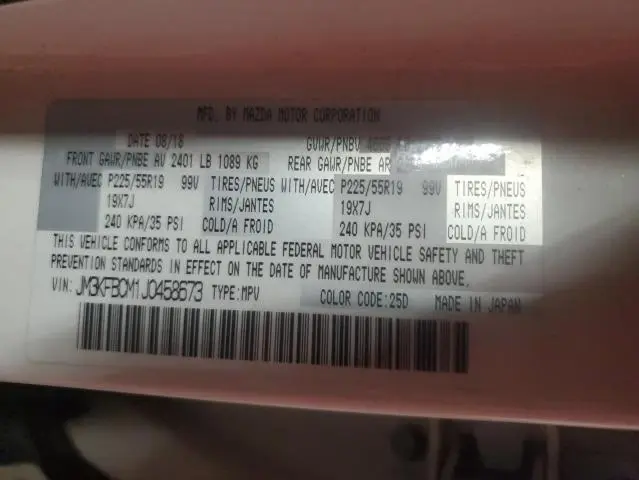 MFD. BY MAZDA MOTOR CORPORATION
DATE 08/18 GVWR/PNBV
FRONT GAWR/PNBE AV 2401 LB 1089 KG REAR GAWR/PNBE AR
WITH/AVEC P225/55R19 99V TIRES/PNEUS WITH/AVEC P225/55R19 99V TIRES/PNEUS
19X7J RIMS/JANTES 19X7J RIMS/JANTES
240 KPA/35 PSI COLD/A FROID 240 KPA/35 PSI COLD/A FROID
THIS VEHICLE CONFORMS TO ALL APPLICABLE FEDERAL MOTOR VEHICLE SAFETY AND THEFT
PREVENTION STANDARDS IN EFFECT ON THE DATE OF MANUFACTURE SHOWN ABOVE.
VIN: JM3KFBCM1J0458673 TYPE:MPV COLOR CODE:25D MADE IN JAPAN